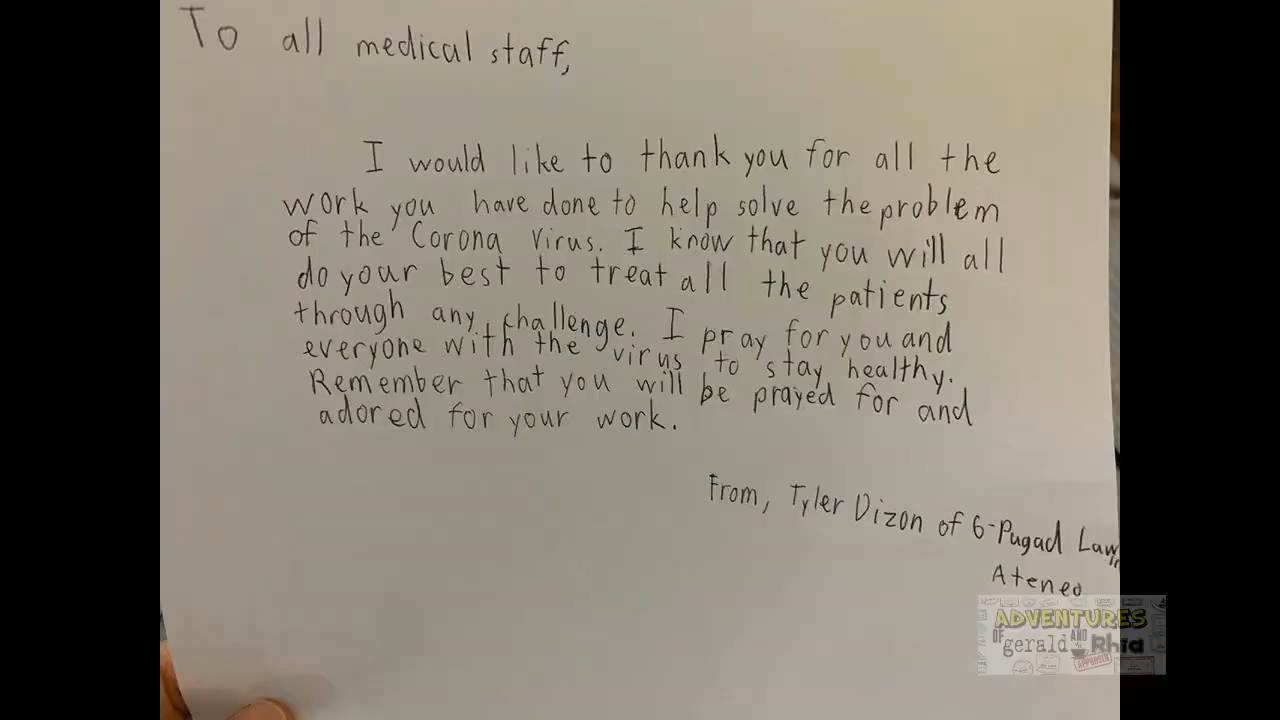 To all medical staff,
I would like to thank you for all the
work you have done to help solve the problem
of the Corona Virus. I know that you will all
do your best to treat all the patients
through any challenge. I pray for you and
everyone with the virus to stay healthy.
Remember that you will be prayed for and
adored for your work.
From, Tyler Dizon of 6-Pugad Lawin
Ateneo
ADVENTURES
OF gerald AND Rhia
APPROVED